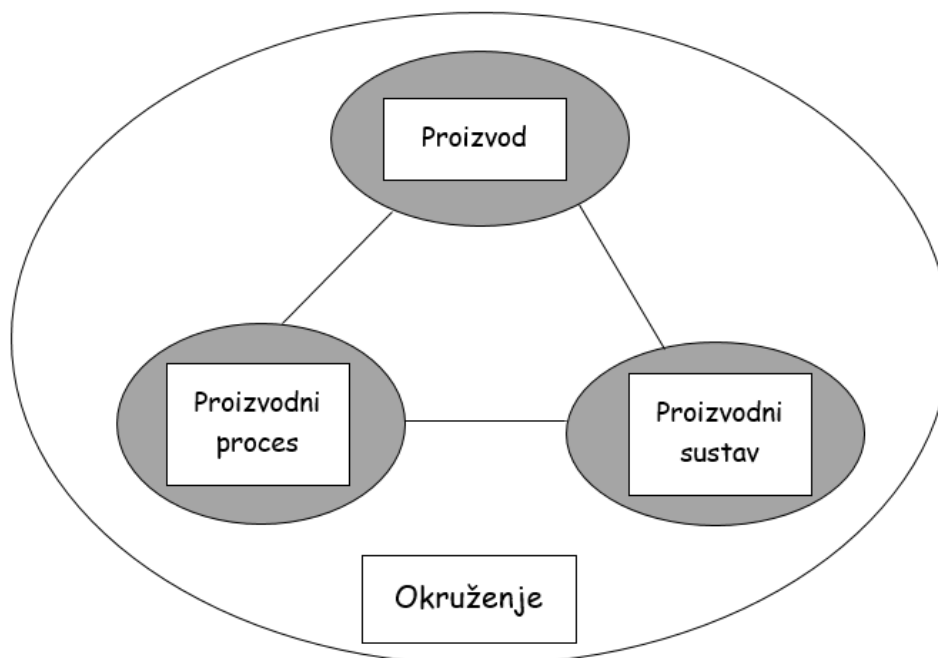 Proizvod
Proizvodni
proces
Proizvodni
sustav
Okruženje